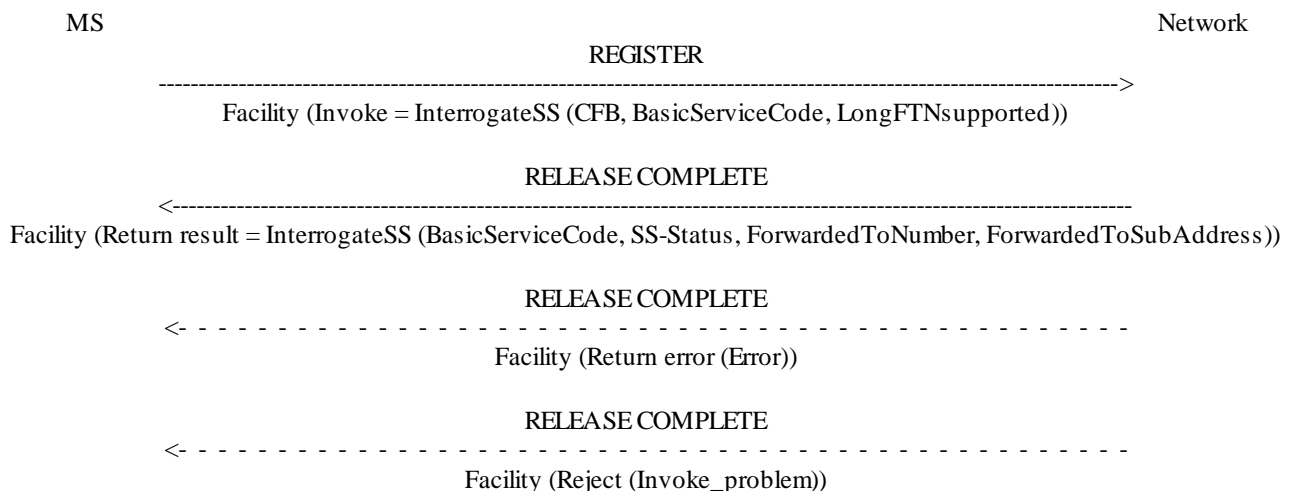 MS Network
REGISTER
------------------------------------------------------------------------------------------------------------------------>
Facility (Invoke = InterrogateSS (CFB, BasicServiceCode, LongFTNsupported))
RELEASE COMPLETE
<------------------------------------------------------------------------------------------------------------------------
Facility (Return result = InterrogateSS (BasicServiceCode, SS-Status, ForwardedToNumber, ForwardedToSubAddress))
RELEASE COMPLETE
<- - - - - - - - - - - - - - - - - - - - - - - - - - - - - - - - - - - - - - - - - - - - - - - -
Facility (Return error (Error))
RELEASE COMPLETE
<- - - - - - - - - - - - - - - - - - - - - - - - - - - - - - - - - - - - - - - - - - - - - - - -
Facility (Reject (Invoke_problem))